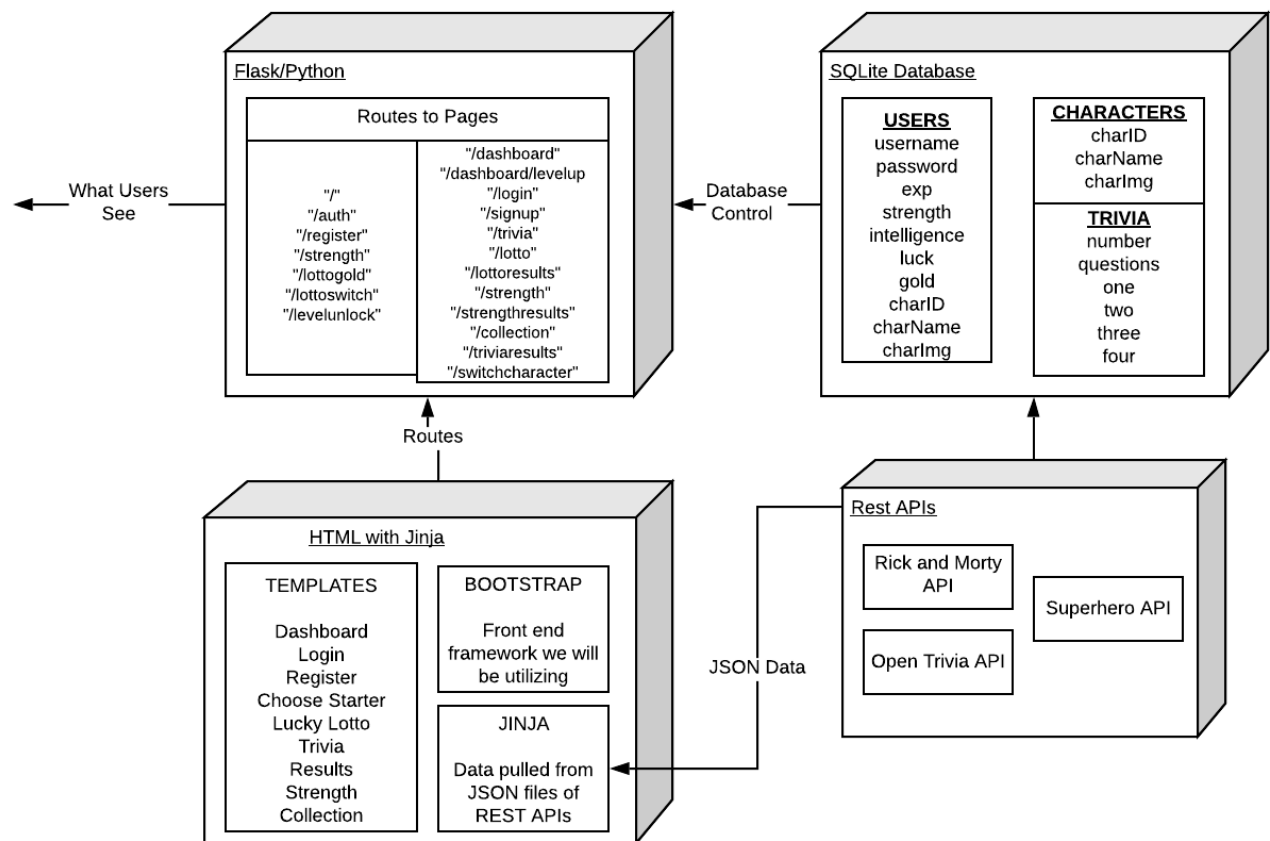 Flask/Python
Routes to Pages
"/"
"/auth"
"/register"
"/strength"
"/lottogold"
"/lottoswitch"
"/levelunlock"
"/dashboard"
"/dashboard/levelup
"/login"
"/signup"
"/trivia"
"/lotto"
"/lottoresults"
"/strength"
"/strengthresults"
"/collection"
"/triviaresults"
"/switchcharacter"
What Users
See
Database
Control
SQLite Database
USERS
username
password
exp
strength
intelligence
luck
gold
charID
charName
charImg
CHARACTERS
charID
charName
charImg
TRIVIA
number
questions
one
two
three
four
Routes
HTML with Jinja
TEMPLATES
Dashboard
Login
Register
Choose Starter
Lucky Lotto
Trivia
Results
Strength
Collection
BOOTSTRAP
Front end
framework we will
be utilizing
JINJA
Data pulled from
JSON files of
REST APIs
JSON Data
Rest APIs
Rick and Morty
API
Superhero API
Open Trivia API